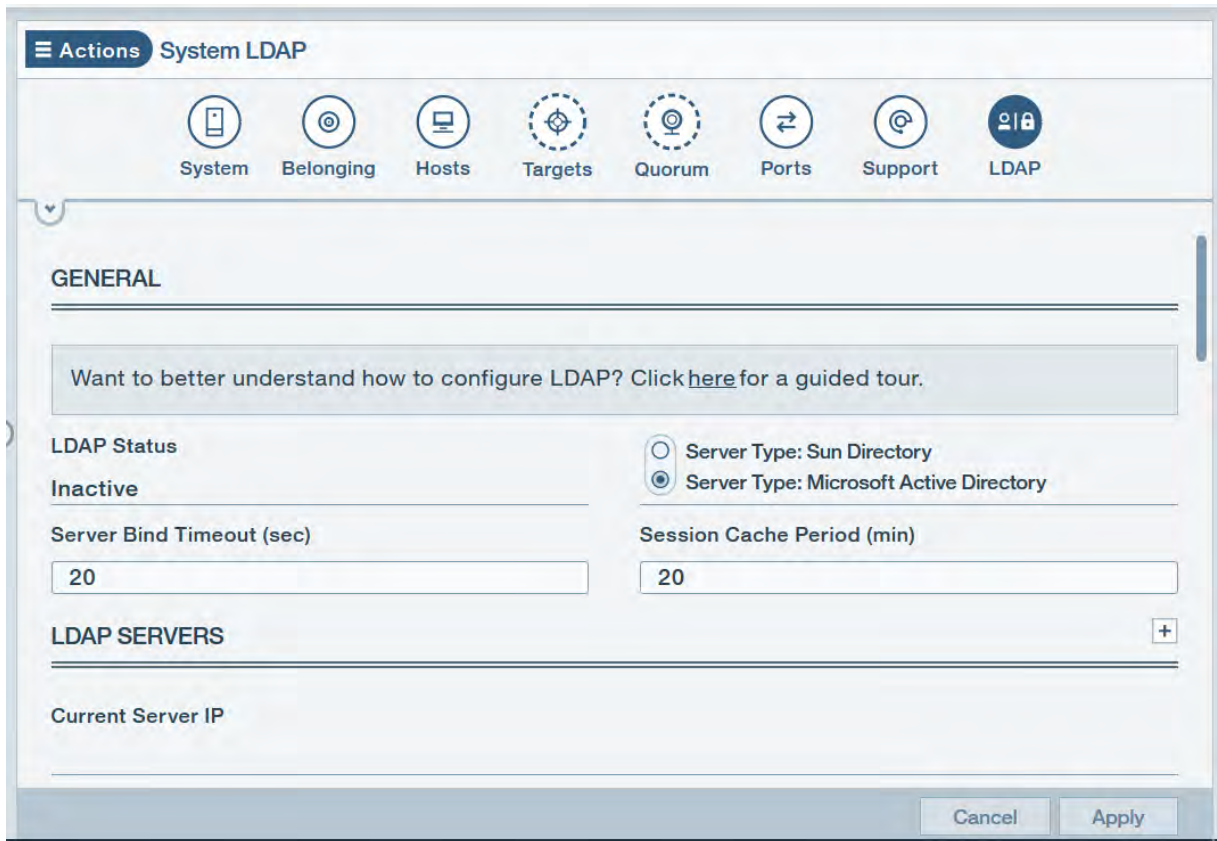 Actions System LDAP
System Belonging Hosts Targets Quorum Ports Support LDAP
GENERAL
Want to better understand how to configure LDAP? Click here for a guided tour.
LDAP Status
Inactive
Server Type: Sun Directory
Server Type: Microsoft Active Directory
Server Bind Timeout (sec)
20
Session Cache Period (min)
20
LDAP SERVERS
Current Server IP
Cancel Apply